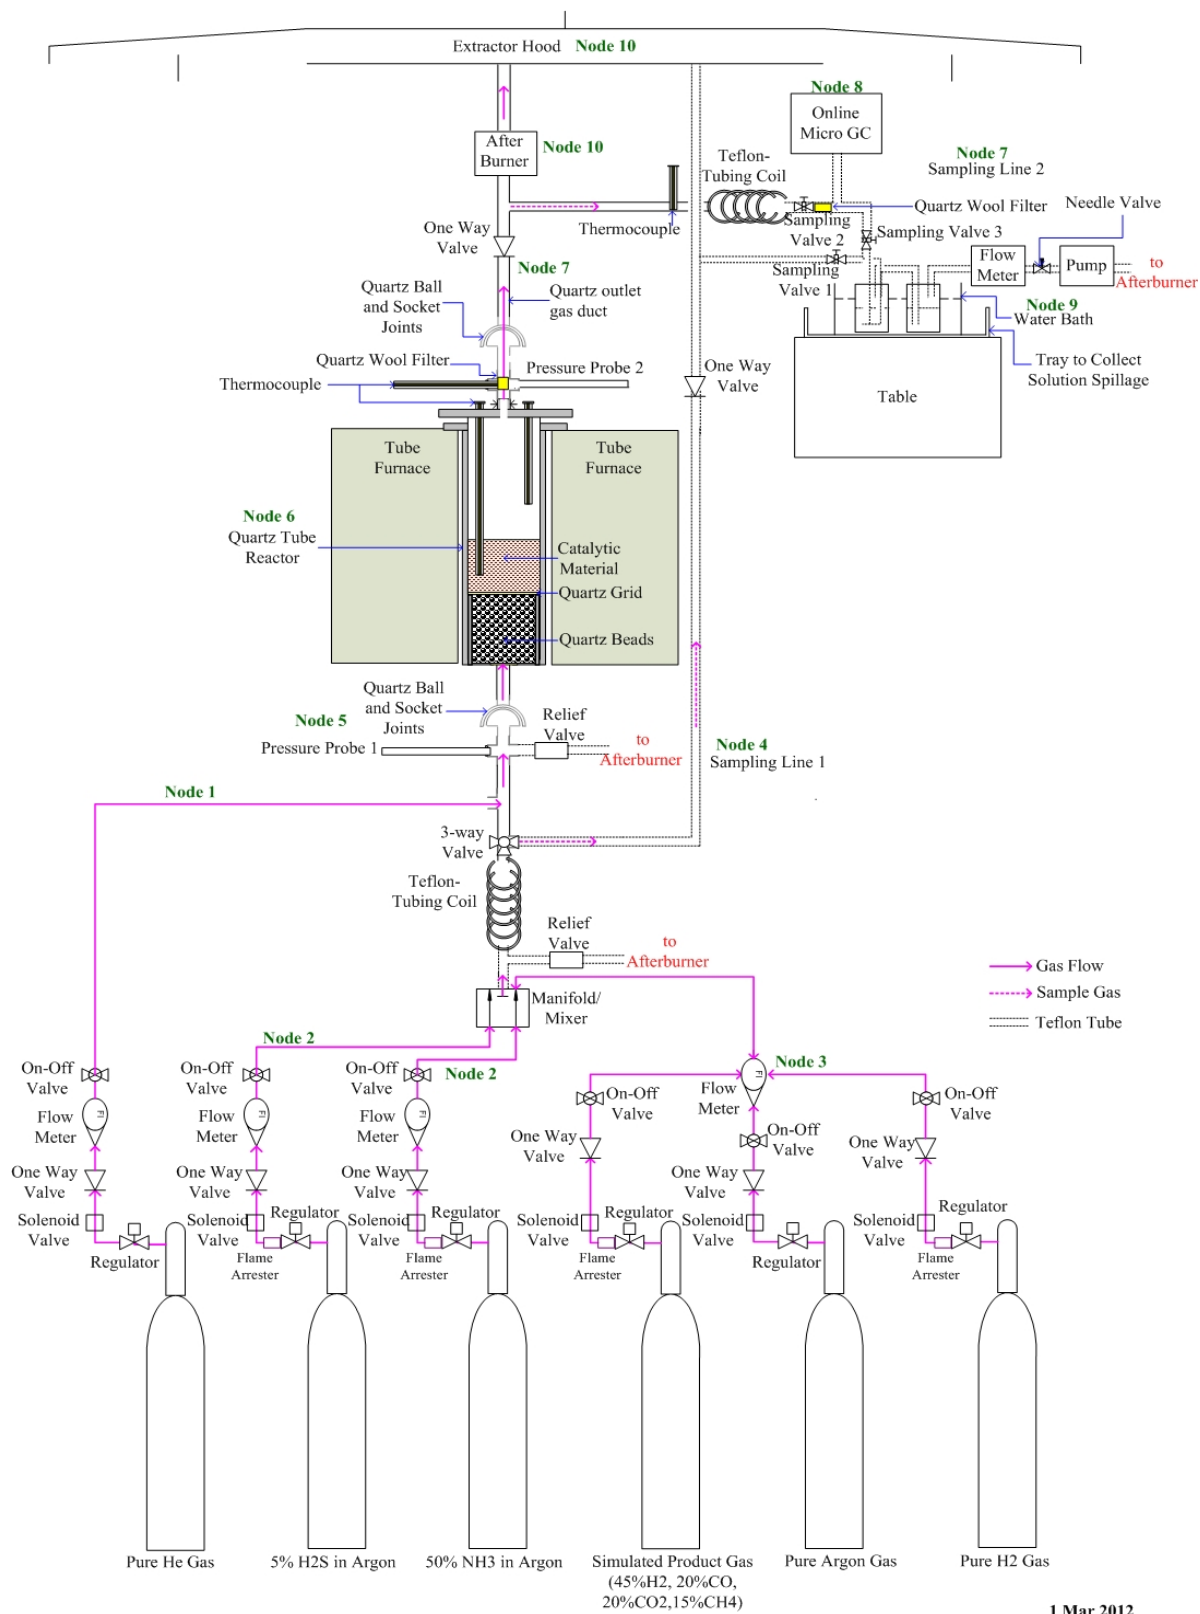 Extractor Hood Node 10
Node 8
Online
Micro GC
After
Burner
Node 10
Teflon-
Tubing Coil
Node 7
Sampling Line 2
Quartz Wool Filter
Needle Valve
Thermocouple
Sampling
Valve 2
Sampling Valve 3
One Way
Valve
Node 7
Sampling
Valve 1
Flow
Meter
Pump
to
Afterburner
Quartz Ball
and Socket
Joints
Quartz outlet
gas duct
Node 9
Water Bath
Quartz Wool Filter
Pressure Probe 2
One Way
Valve
Tray to Collect
Solution Spillage
Thermocouple
Table
Tube
Furnace
Tube
Furnace
Node 6
Quartz Tube
Reactor
Catalytic
Material
Quartz Grid
Quartz Beads
Quartz Ball
and Socket
Joints
Node 5
Relief
Valve
Pressure Probe 1
to
Afterburner
Node 4
Sampling Line 1
Node 1
3-way
Valve
Teflon-
Tubing Coil
Relief
Valve
to
Afterburner
Gas Flow
Sample Gas
Teflon Tube
Manifold/
Mixer
Node 2
Node 2
Node 3
On-Off
Valve
On-Off
Valve
On-Off
Valve
On-Off
Valve
On-Off
Valve
On-Off
Valve
Flow
Meter
FI
Flow
Meter
FI
Flow
Meter
FI
Flow
Meter
FI
One Way
Valve
One Way
Valve
One Way
Valve
One Way
Valve
One Way
Valve
One Way
Valve
Solenoid
Valve
Regulator
Solenoid
Valve
Regulator
Flame
Arrester
Solenoid
Valve
Regulator
Flame
Arrester
Solenoid
Valve
Regulator
Flame
Arrester
Solenoid
Valve
Regulator
Solenoid
Valve
Regulator
Flame
Arrester
Pure He Gas
5% H2S in Argon
50% NH3 in Argon
Simulated Product Gas
(45%H2, 20%CO,
20%CO2,15%CH4)
Pure Argon Gas
Pure H2 Gas
1 Mar 2012